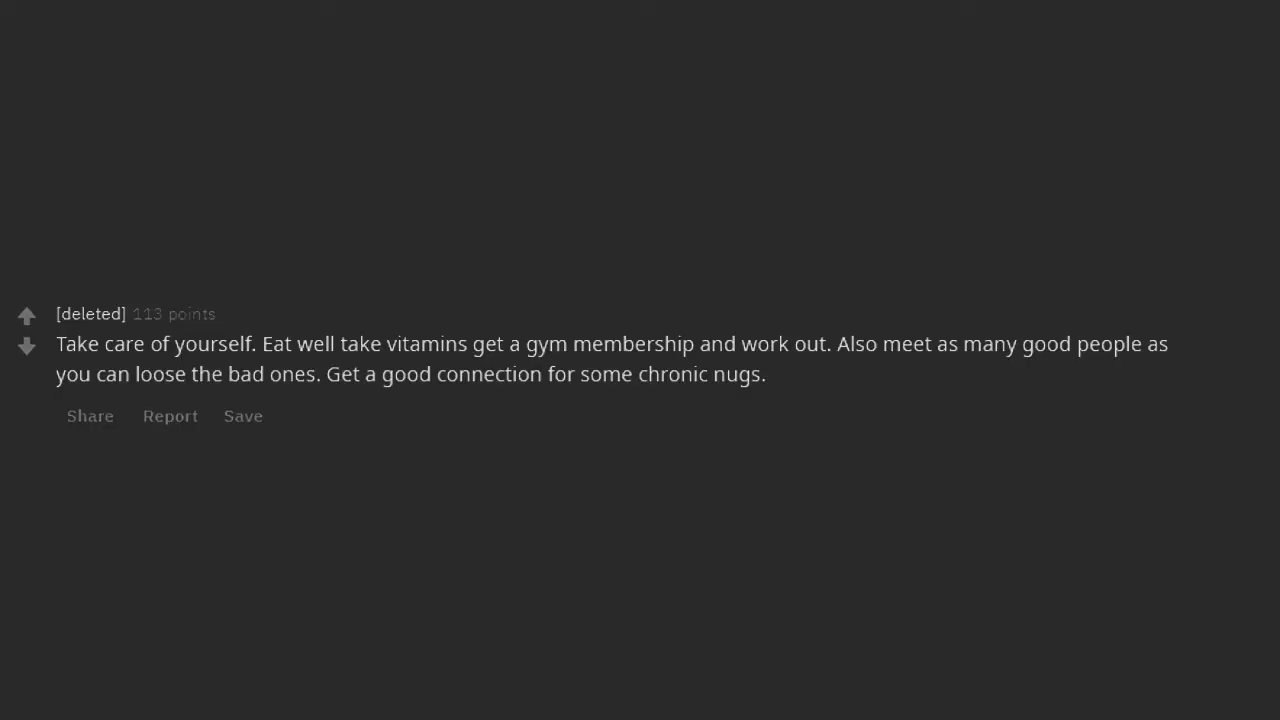 [deleted] 113 points
Take care of yourself. Eat well take vitamins get a gym membership and work out. Also meet as many good people as
you can loose the bad ones. Get a good connection for some chronic nugs.
Share Report Save